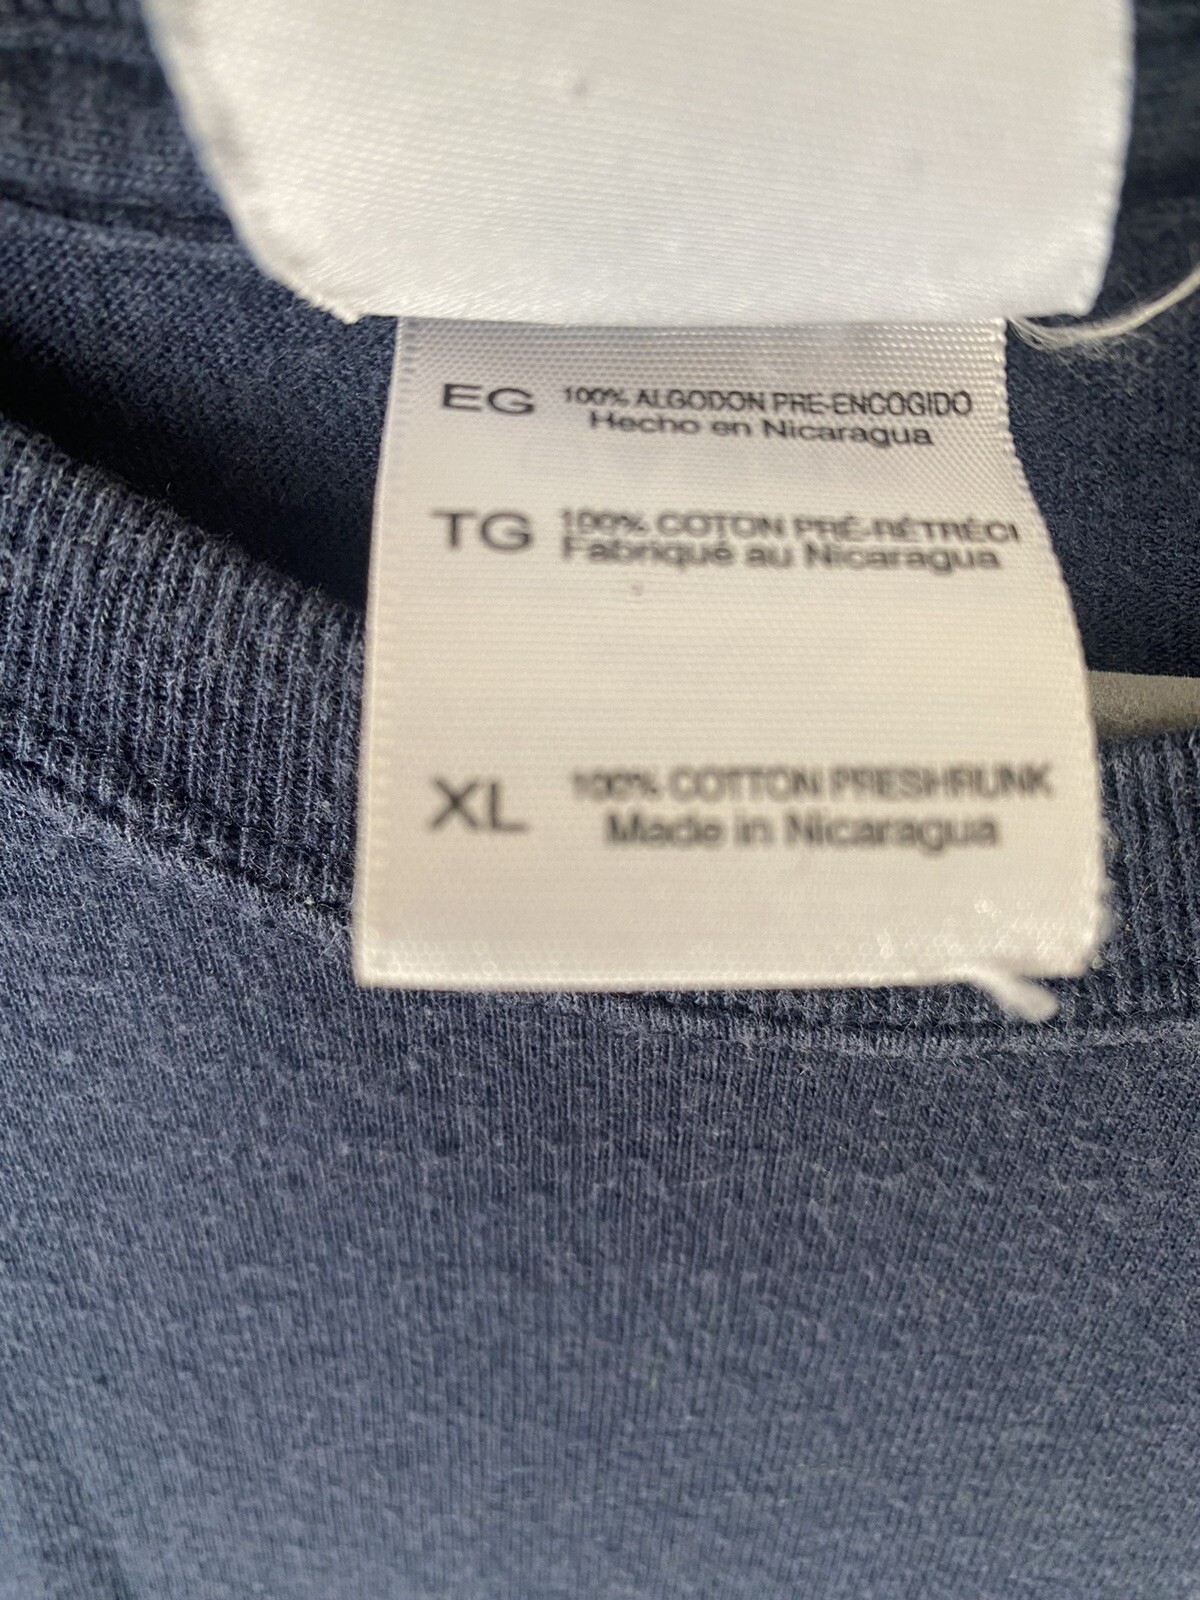 EG 100% ALGODON PRE-ENCOGIDO
Hecho en Nicaragua
TG 100% COTON PRÉ-RÉTRÉCI
Fabriqué au Nicaragua
XL 100% COTTON PRESHRUNK
Made in Nicaragua